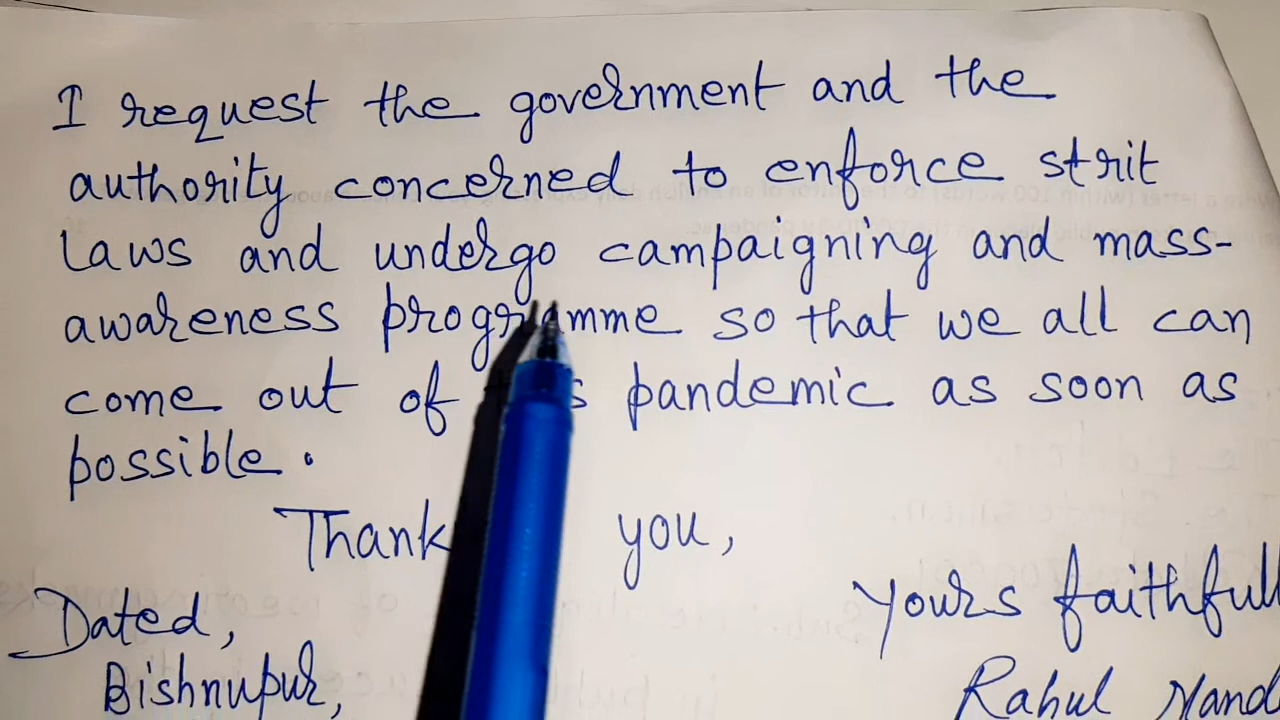 I request the government and the
authority concerned to enforce strit
laws and undergo campaigning and mass-
awareness programme so that we all can
come out of pandemic as soon as
possible.
Thank you,
Yours faithfull
Dated,
Bishnupur,
Rahul Nand